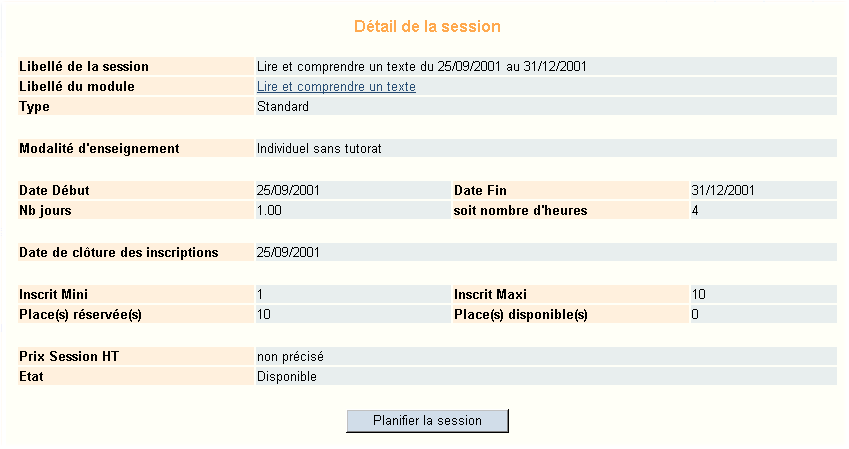 Détail de la session
Libellé de la session Lire et comprendre un texte du 25/09/2001 au 31/12/2001
Libellé du module Lire et comprendre un texte
Type Standard
Modalité d'enseignement Individuel sans tutorat
Date Début 25/09/2001 Date Fin 31/12/2001
Nb jours 1.00 soit nombre d'heures 4
Date de clôture des inscriptions 25/09/2001
Inscrit Mini 1 Inscrit Maxi 10
Place(s) réservée(s) 10 Place(s) disponible(s) 0
Prix Session HT non précisé
Etat Disponible
Planifier la session